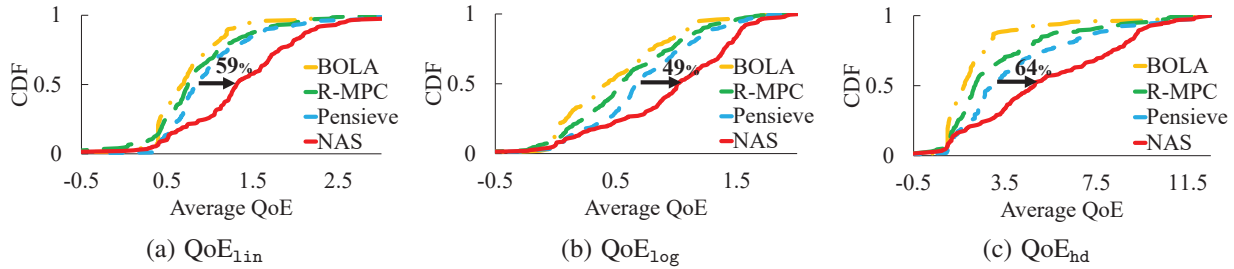 CDF
1
0.5
0
59%
BOLA
R-MPC
Pensieve
NAS
-0.5 0.5 1.5 2.5
Average QoE
(a) QoElin
CDF
1
0.5
0
49%
BOLA
R-MPC
Pensieve
NAS
-0.5 0.5 1.5
Average QoE
(b) QoElog
CDF
1
0.5
0
64%
BOLA
R-MPC
Pensieve
NAS
-0.5 3.5 7.5 11.5
Average QoE
(c) QoEhd